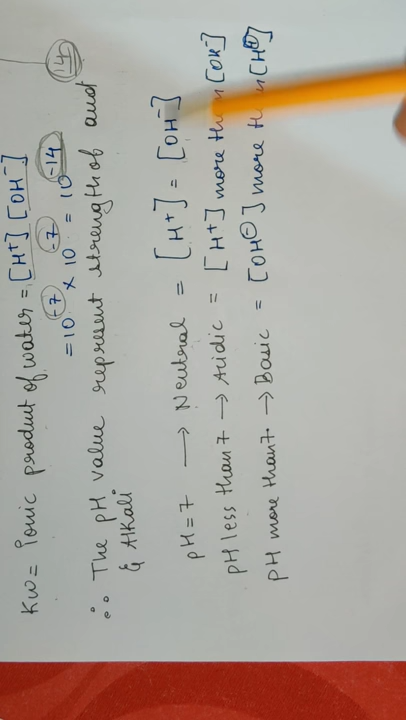 14
Kw = Ionic product of water = [H+] [OH-]
= 10-7 × 10-7 = 10-14
∴ The pH value represent strength of and
& Alkali
pH = 7 → Neutral = [H+] = [OH-]
pH less than 7 → Acidic = [H+] more than [OH-]
pH more than 7 → Basic = [OH-] more [H+]